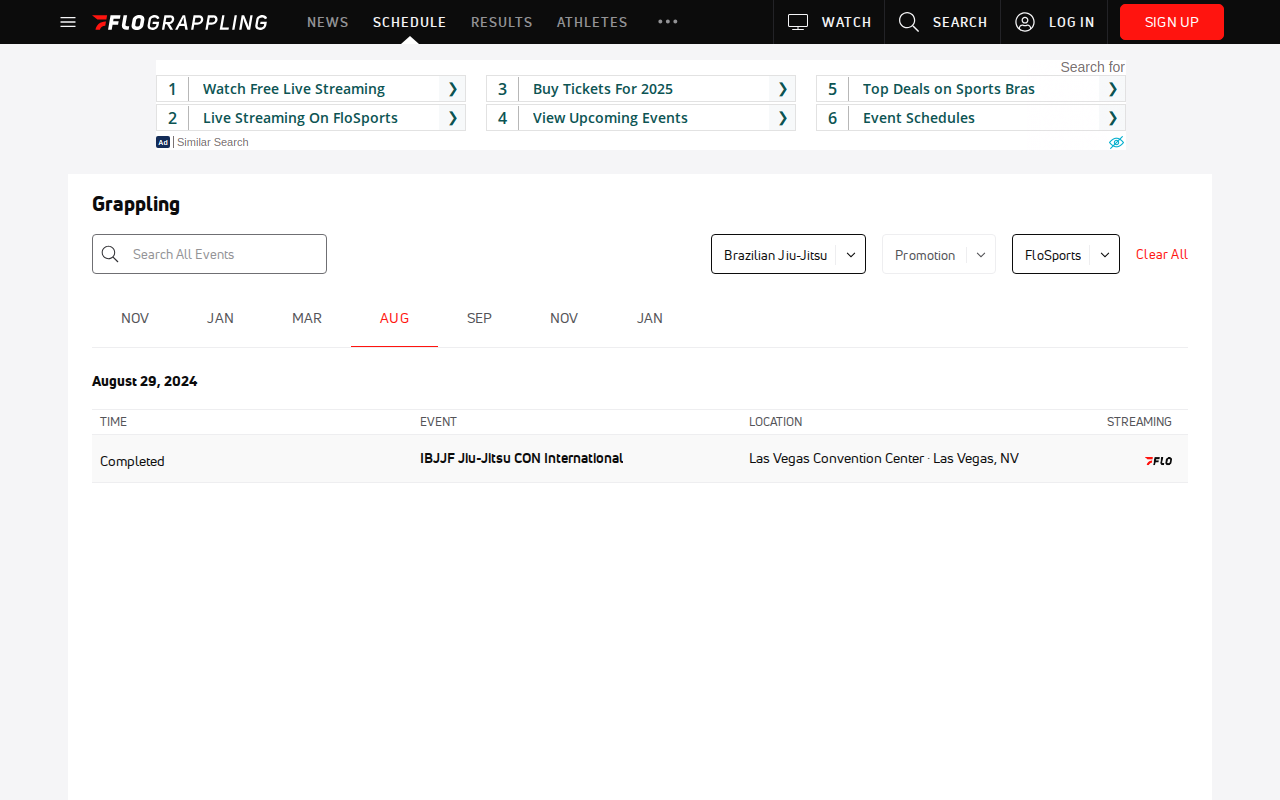 FLOGRAPPLING NEWS SCHEDULE RESULTS ATHLETES WATCH SEARCH LOG IN SIGN UP
Search for
1 Watch Free Live Streaming ❯ 3 Buy Tickets For 2025 ❯ 5 Top Deals on Sports Bras ❯
2 Live Streaming On FloSports ❯ 4 View Upcoming Events ❯ 6 Event Schedules ❯
Ad Similar Search
Grappling
Search All Events Brazilian Jiu-Jitsu Promotion FloSports Clear All
NOV JAN MAR AUG SEP NOV JAN
August 29, 2024
TIME EVENT LOCATION STREAMING
Completed IBJJF Jiu-Jitsu CON International Las Vegas Convention Center · Las Vegas, NV FLO